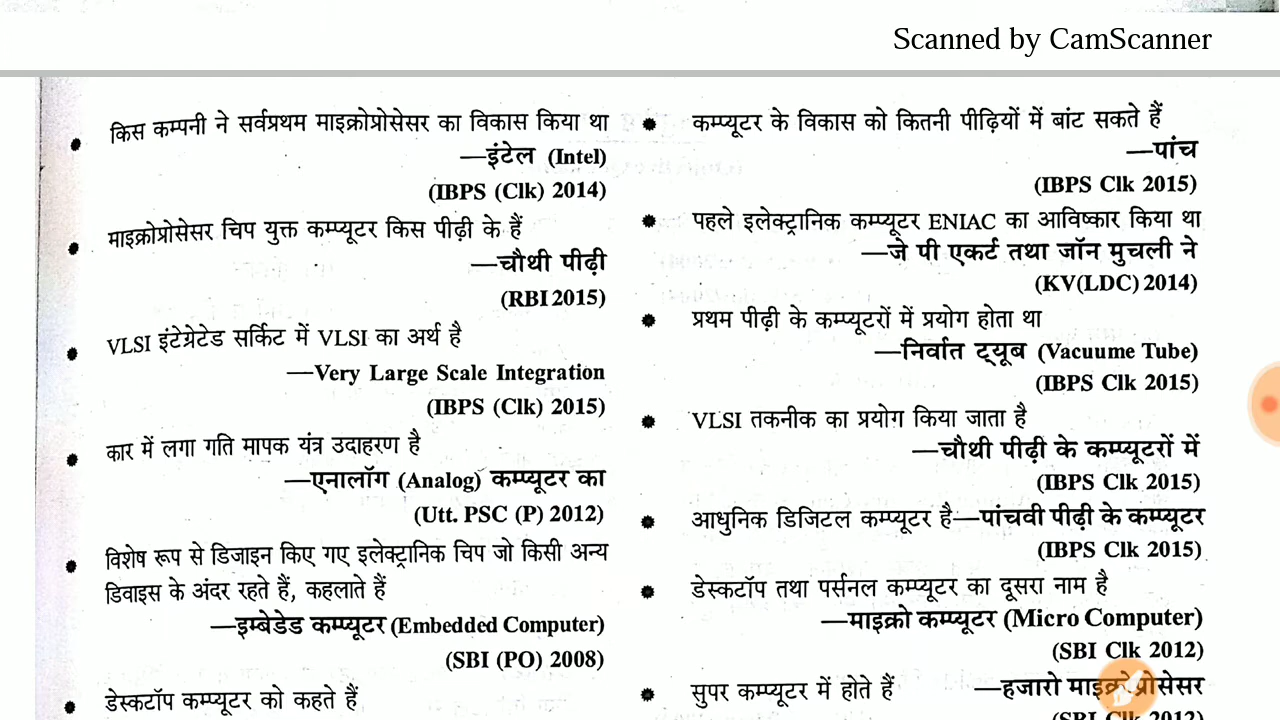 Scanned by CamScanner
• किस कम्पनी ने सर्वप्रथम माइक्रोप्रोसेसर का विकास किया था
—इंटेल (Intel)
(IBPS (Clk) 2014)
• माइक्रोप्रोसेसर चिप युक्त कम्प्यूटर किस पीढ़ी के हैं
—चौथी पीढ़ी
(RBI 2015)
• VLSI इंटेग्रेटेड सर्किट में VLSI का अर्थ है
—Very Large Scale Integration
(IBPS (Clk) 2015)
• कार में लगा गति मापक यंत्र उदाहरण है
—एनालॉग (Analog) कम्प्यूटर का
(Utt. PSC (P) 2012)
• विशेष रूप से डिजाइन किए गए इलेक्ट्रानिक चिप जो किसी अन्य
डिवाइस के अंदर रहते हैं, कहलाते हैं
—इम्बेडेड कम्प्यूटर (Embedded Computer)
(SBI (PO) 2008)
• डेस्कटॉप कम्प्यूटर को कहते हैं
• कम्प्यूटर के विकास को कितनी पीढ़ियों में बांट सकते हैं
—पांच
(IBPS Clk 2015)
• पहले इलेक्ट्रानिक कम्प्यूटर ENIAC का आविष्कार किया था
—जे पी एकर्ट तथा जॉन मुचली ने
(KV(LDC) 2014)
• प्रथम पीढ़ी के कम्प्यूटरों में प्रयोग होता था
—निर्वात ट्यूब (Vacuume Tube)
(IBPS Clk 2015)
• VLSI तकनीक का प्रयोग किया जाता है
—चौथी पीढ़ी के कम्प्यूटरों में
(IBPS Clk 2015)
• आधुनिक डिजिटल कम्प्यूटर है—पांचवी पीढ़ी के कम्प्यूटर
(IBPS Clk 2015)
• डेस्कटॉप तथा पर्सनल कम्प्यूटर का दूसरा नाम है
—माइक्रो कम्प्यूटर (Micro Computer)
(SBI Clk 2012)
• सुपर कम्प्यूटर में होते हैं —हजारो माइक्रोप्रोसेसर
(SBI Clk 2012)